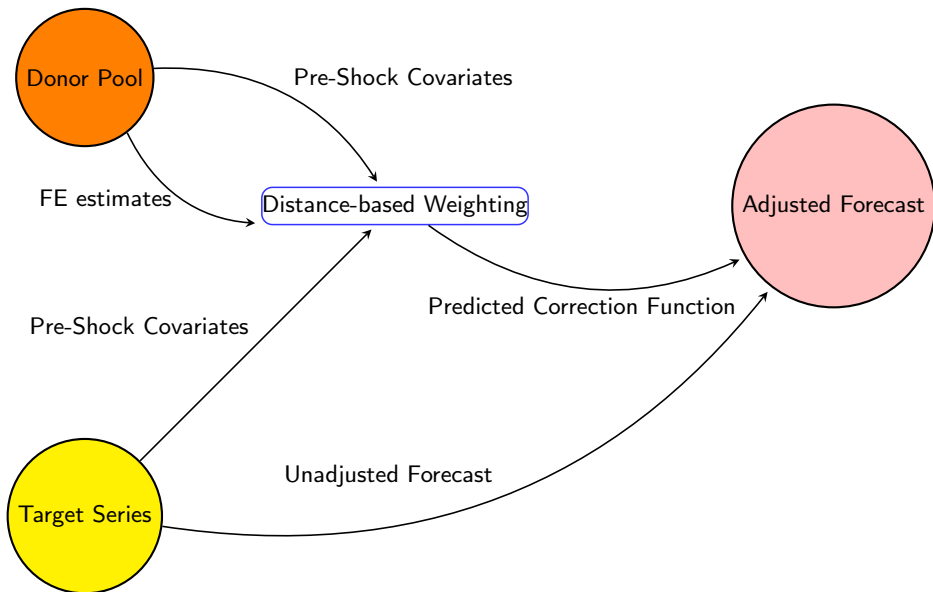 Donor Pool
Pre-Shock Covariates
FE estimates
Distance-based Weighting
Adjusted Forecast
Predicted Correction Function
Pre-Shock Covariates
Unadjusted Forecast
Target Series